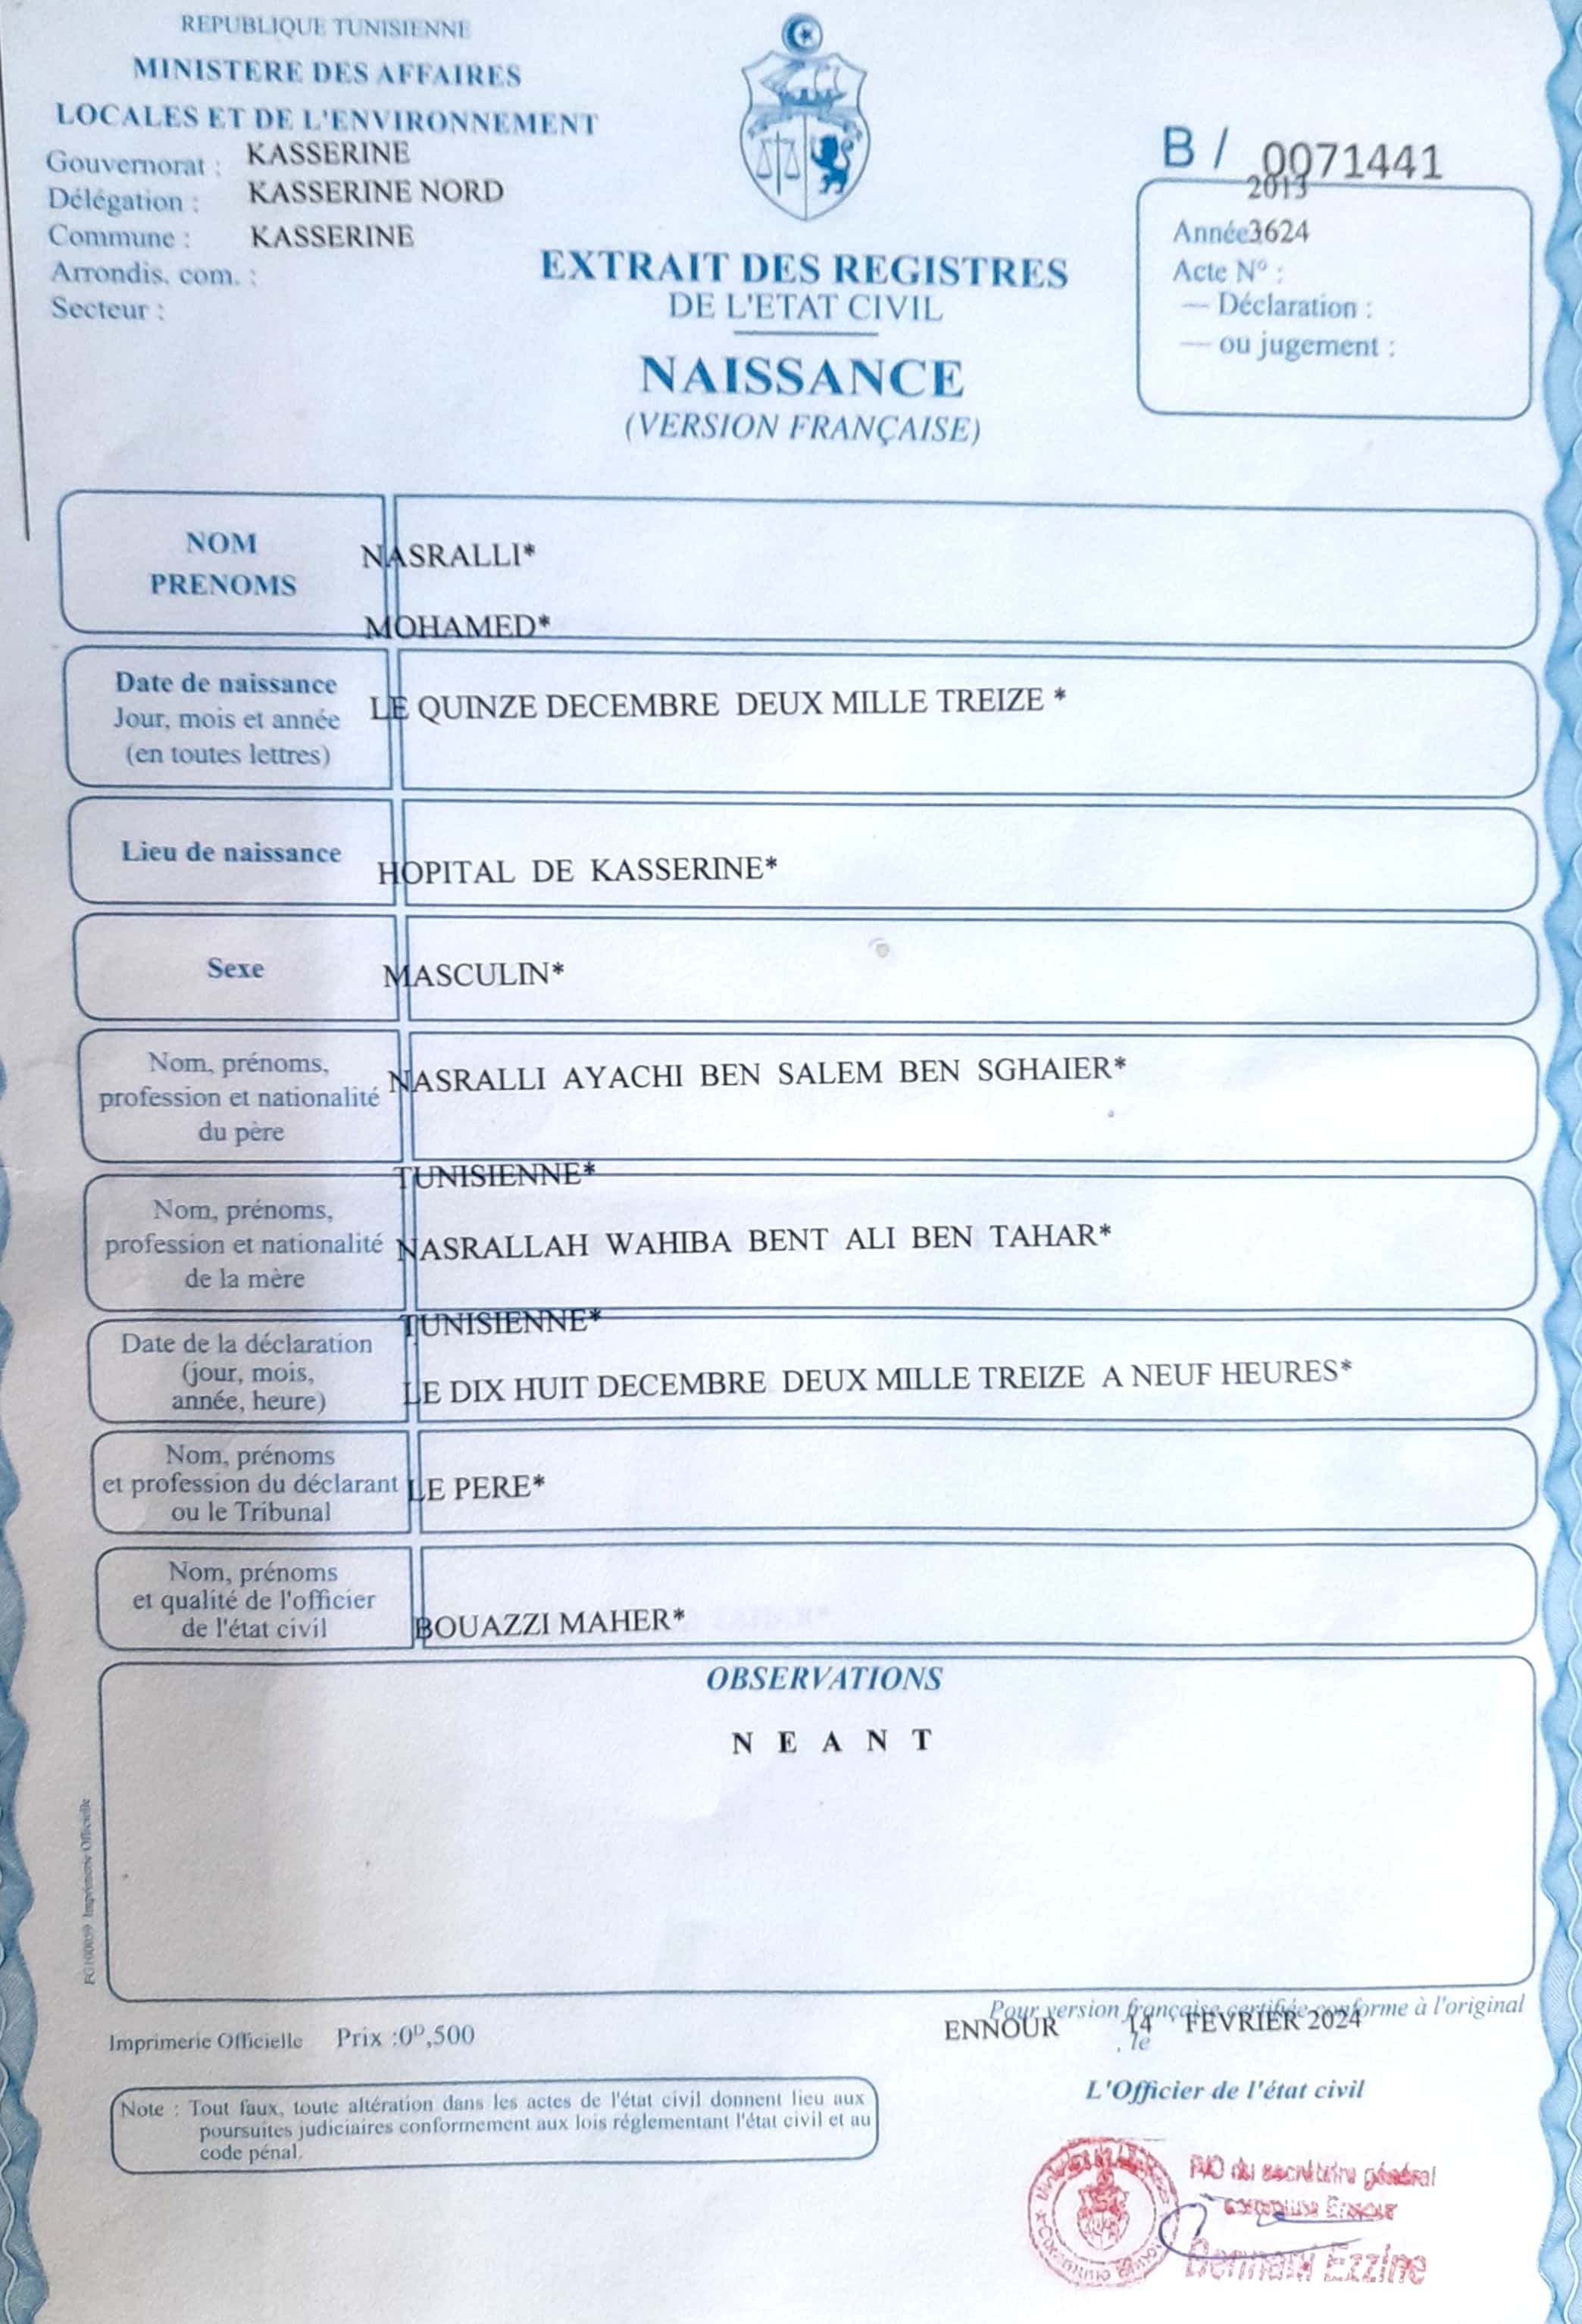 REPUBLIQUE TUNISIENNE
MINISTERE DES AFFAIRES
LOCALES ET DE L'ENVIRONNEMENT
Gouvernorat : KASSERINE
Délégation : KASSERINE NORD
Commune : KASSERINE
Arrondis. com. :
Secteur :
B / 0071441
2013
Année 3624
Acte N° :
— Déclaration :
— ou jugement :
EXTRAIT DES REGISTRES
DE L'ETAT CIVIL
NAISSANCE
(VERSION FRANÇAISE)
NOM
PRENOMS
NASRALLI*
MOHAMED*
Date de naissance
Jour, mois et année
(en toutes lettres)
LE QUINZE DECEMBRE DEUX MILLE TREIZE *
Lieu de naissance
HOPITAL DE KASSERINE*
Sexe
MASCULIN*
Nom, prénoms,
profession et nationalité
du père
NASRALLI AYACHI BEN SALEM BEN SGHAIER*
TUNISIENNE*
Nom, prénoms,
profession et nationalité
de la mère
NASRALLAH WAHIBA BENT ALI BEN TAHAR*
TUNISIENNE*
Date de la déclaration
(jour, mois,
année, heure)
LE DIX HUIT DECEMBRE DEUX MILLE TREIZE A NEUF HEURES*
Nom, prénoms
et profession du déclarant
ou le Tribunal
LE PERE*
Nom, prénoms
et qualité de l'officier
de l'état civil
BOUAZZI MAHER*
OBSERVATIONS
N E A N T
FG160059 Imprimerie Officielle
Imprimerie Officielle Prix :0ᴰ,500
Pour version française certifiée conforme à l'original
ENNOUR , le 14 FEVRIER 2024
L'Officier de l'état civil
Note : Tout faux, toute altération dans les actes de l'état civil donnent lieu aux
poursuites judiciaires conformement aux lois réglementant l'état civil et au
code pénal.
P/O du secrétaire général
commune Ennour
Ezzine